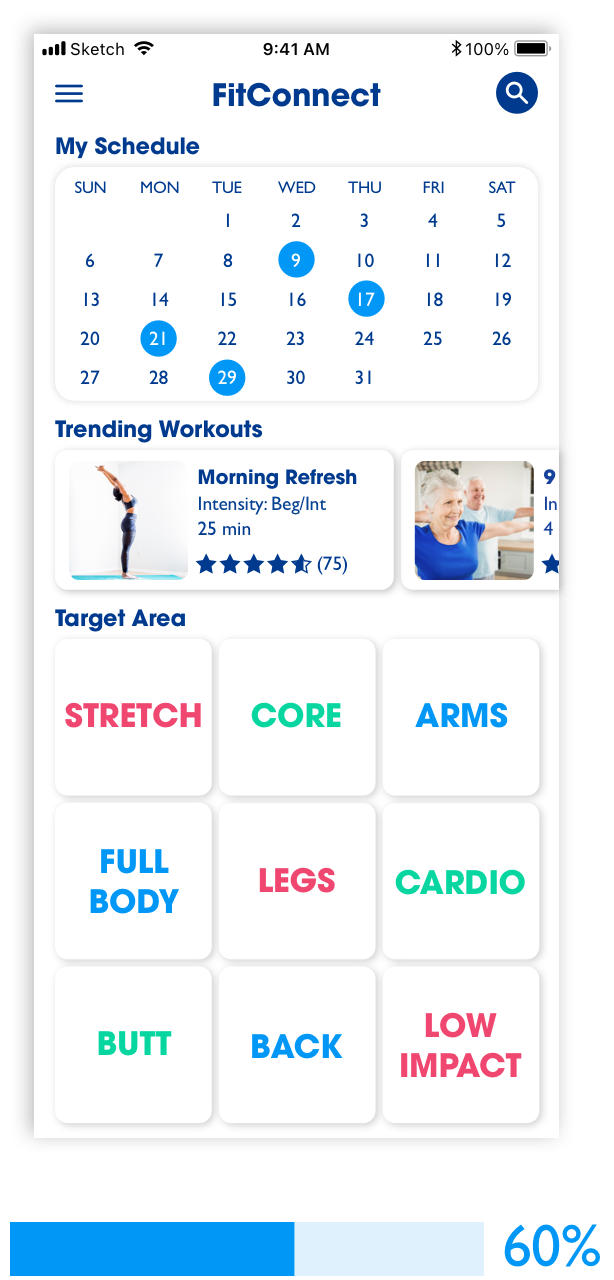 Sketch 9:41 AM 100%
FitConnect
My Schedule
SUN MON TUE WED THU FRI SAT
1 2 3 4 5
6 7 8 9 10 11 12
13 14 15 16 17 18 19
20 21 22 23 24 25 26
27 28 29 30 31
Trending Workouts
Morning Refresh
Intensity: Beg/Int
25 min
(75)
9
In
4
Target Area
STRETCH
CORE
ARMS
FULL
BODY
LEGS
CARDIO
BUTT
BACK
LOW
IMPACT
60%